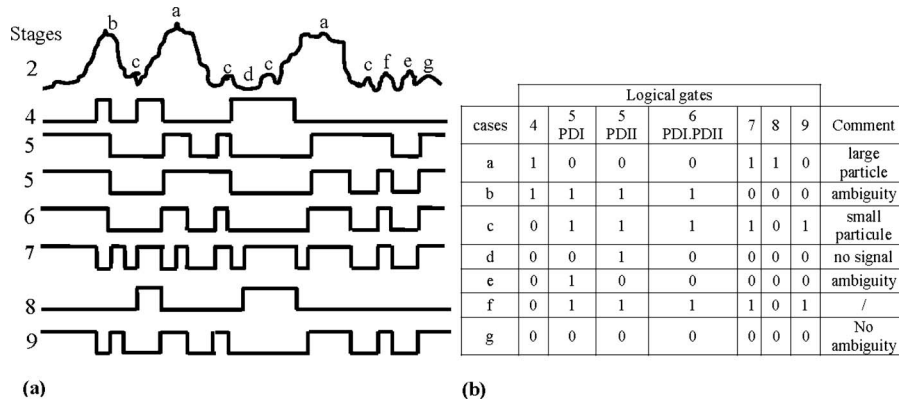 Stages
b
a
a
c
c
d
c
c
f
e
g
2
4
5
5
6
7
8
9
(a)
Logical gates
cases 4 5 PDI 5 PDII 6 PDI.PDII 7 8 9 Comment
a 1 0 0 0 1 1 0 large particle
b 1 1 1 1 0 0 0 ambiguity
c 0 1 1 1 1 0 1 small particule
d 0 0 1 0 0 0 0 no signal
e 0 1 0 0 0 0 0 ambiguity
f 0 1 1 1 1 0 1 /
g 0 0 0 0 0 0 0 No ambiguity
(b)